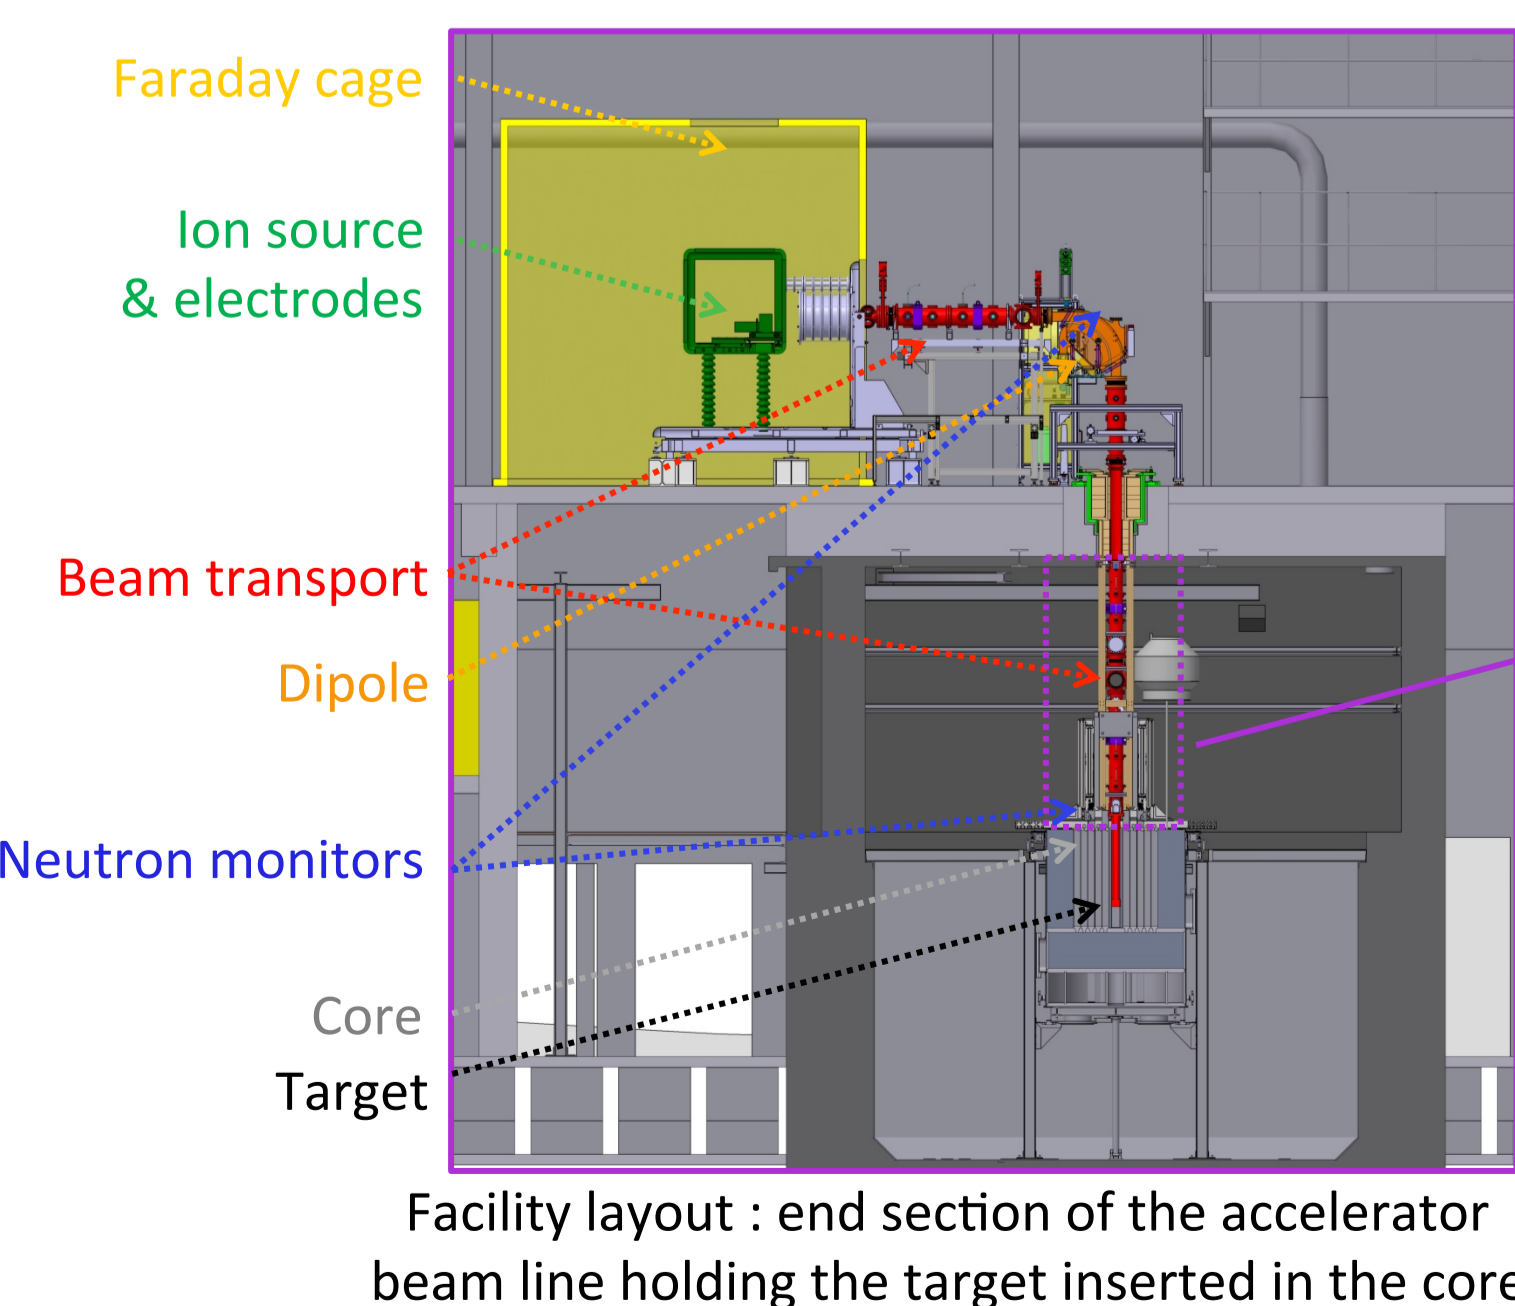 Faraday cage
Ion source
& electrodes
Beam transport
Dipole
Neutron monitors
Core
Target
Facility layout : end section of the accelerator
beam line holding the target inserted in the core